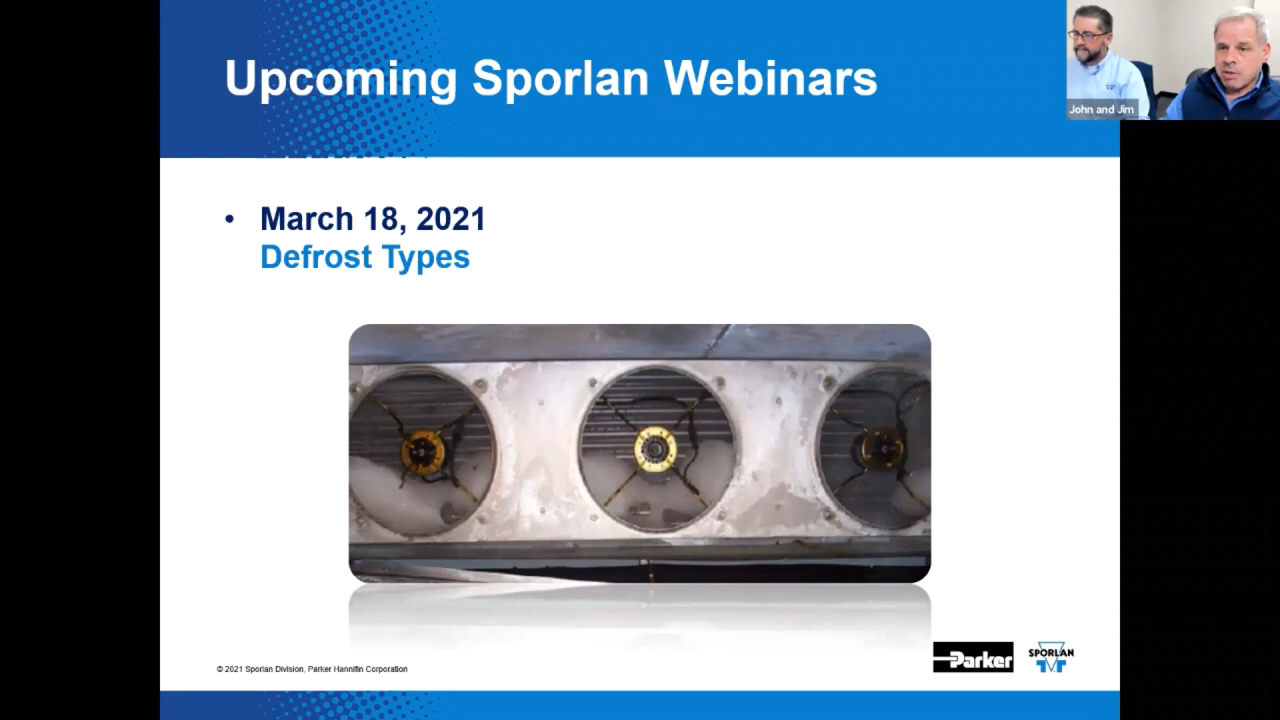 Upcoming Sporlan Webinars
John and Jim
• March 18, 2021
Defrost Types
© 2021 Sporlan Division, Parker Hannifin Corporation
Parker
SPORLAN